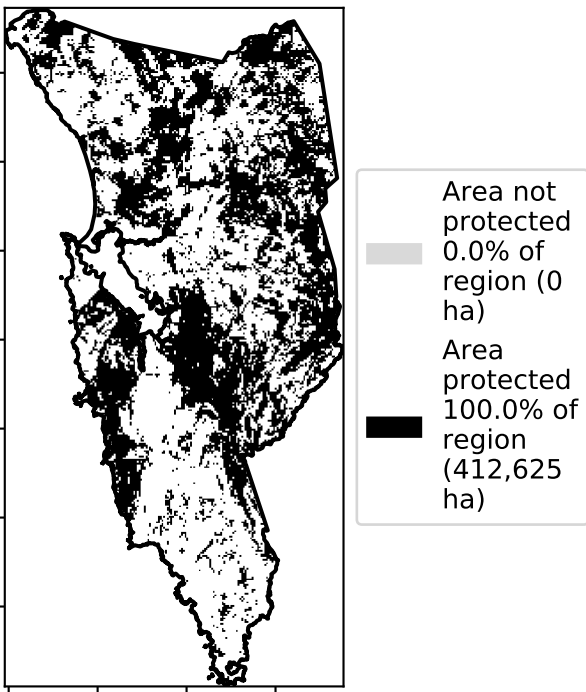 Area not
protected
0.0% of
region (0
ha)
Area
protected
100.0% of
region
(412,625
ha)